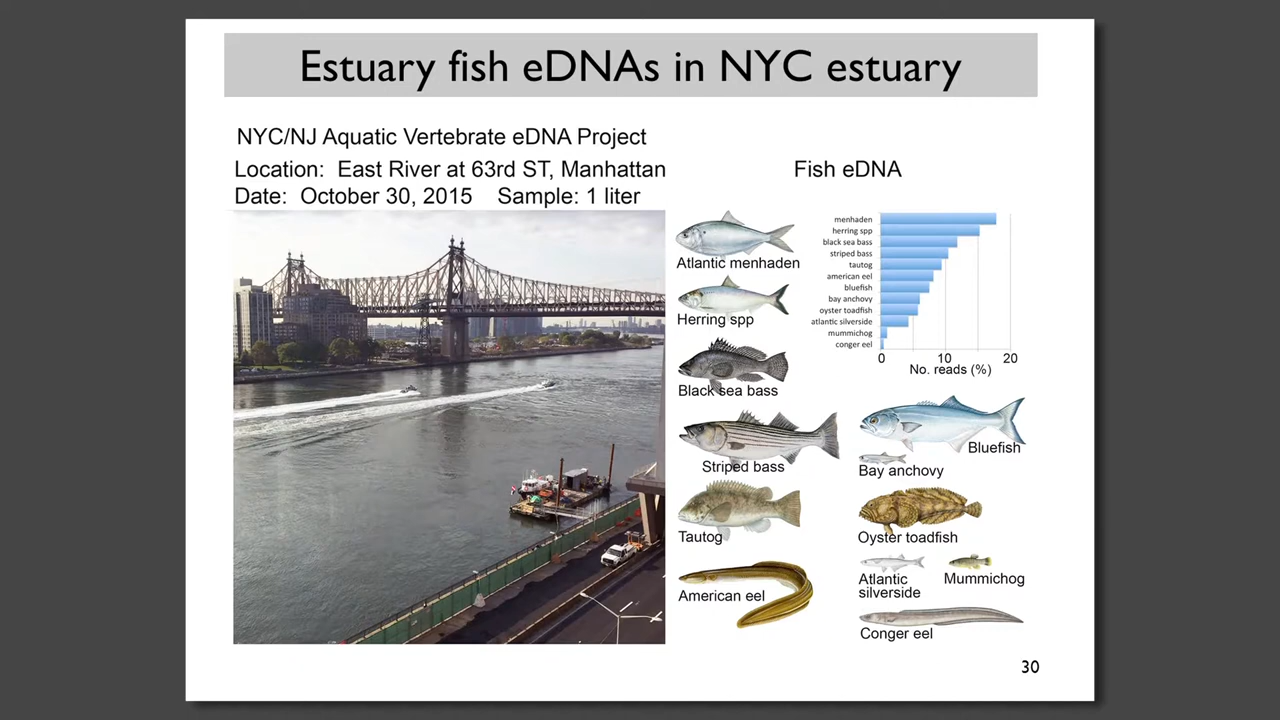 Estuary fish eDNAs in NYC estuary
NYC/NJ Aquatic Vertebrate eDNA Project
Location: East River at 63rd ST, Manhattan
Date: October 30, 2015 Sample: 1 liter
Fish eDNA
menhaden
herring spp
black sea bass
striped bass
tautog
american eel
bluefish
bay anchovy
oyster toadfish
atlantic silverside
mummichog
conger eel
0 10 20
No. reads (%)
Atlantic menhaden
Herring spp
Black sea bass
Striped bass
Tautog
American eel
Bluefish
Bay anchovy
Oyster toadfish
Atlantic
silverside
Mummichog
Conger eel
30